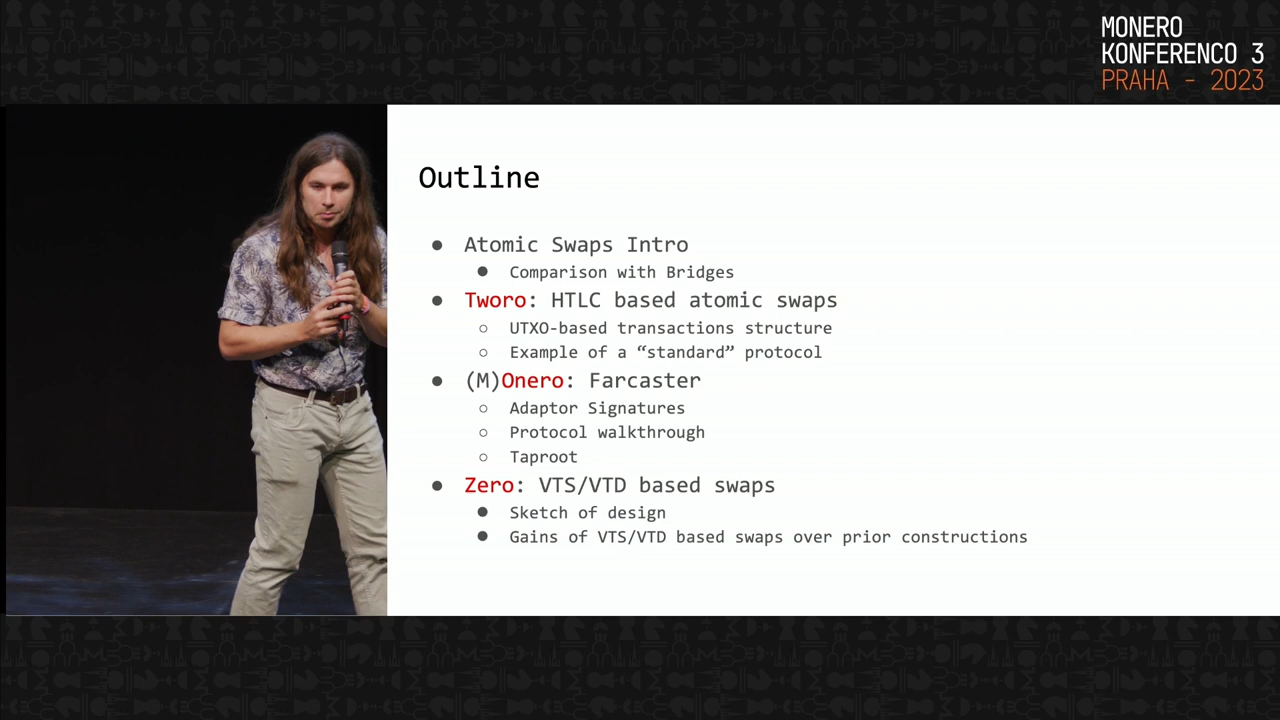 MONERO
KONFERENCO 3
PRAHA - 2023
Outline
● Atomic Swaps Intro
● Comparison with Bridges
● Tworo: HTLC based atomic swaps
○ UTXO-based transactions structure
○ Example of a “standard” protocol
● (M)Onero: Farcaster
○ Adaptor Signatures
○ Protocol walkthrough
○ Taproot
● Zero: VTS/VTD based swaps
● Sketch of design
● Gains of VTS/VTD based swaps over prior constructions